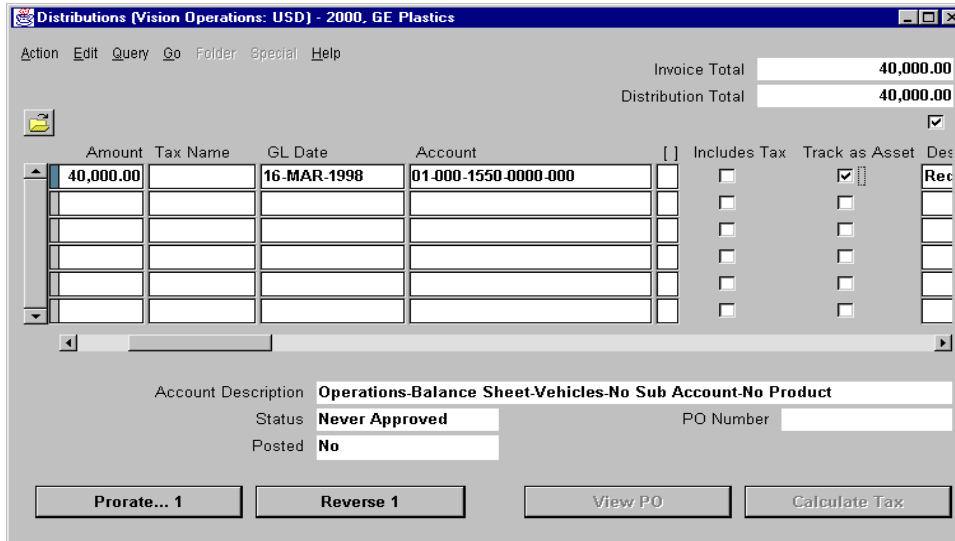 Distributions (Vision Operations: USD) - 2000, GE Plastics
Action Edit Query Go Folder Special Help
Invoice Total 40,000.00
Distribution Total 40,000.00
Amount Tax Name GL Date Account [ ] Includes Tax Track as Asset Des
40,000.00 16-MAR-1998 01-000-1550-0000-000 Rec
Account Description Operations-Balance Sheet-Vehicles-No Sub Account-No Product
Status Never Approved PO Number
Posted No
Prorate... 1 Reverse 1 View PO Calculate Tax